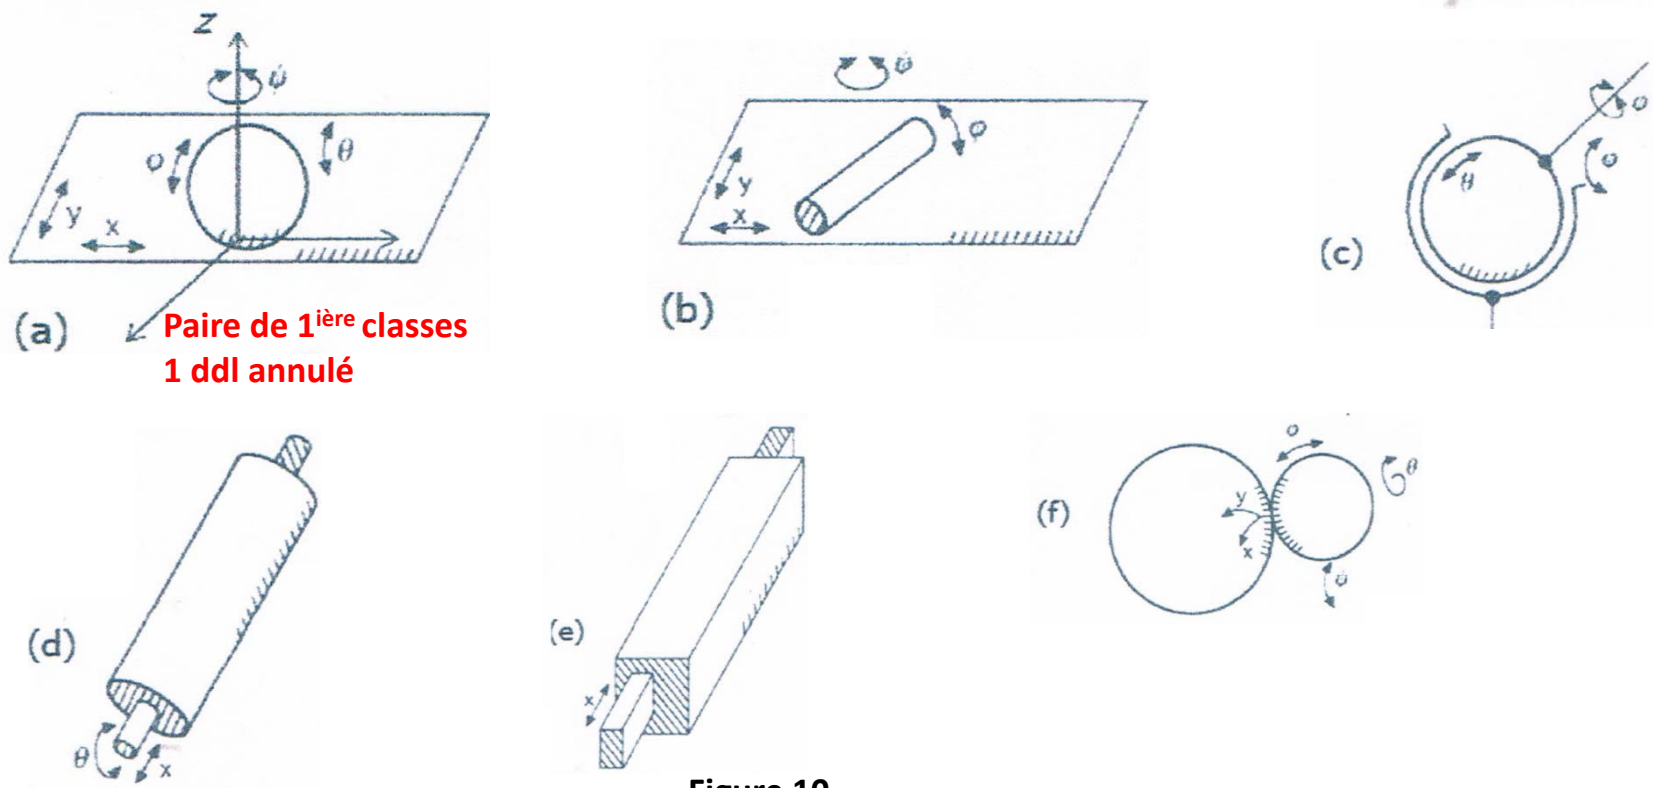 Z
ψ
φ
θ
y
x
(a)
Paire de 1ière classes
1 ddl annulé
ψ
φ
y
x
(b)
φ
θ
(c)
(d)
θ
x
(e)
x
(f)
y
x
θ
Figure 10